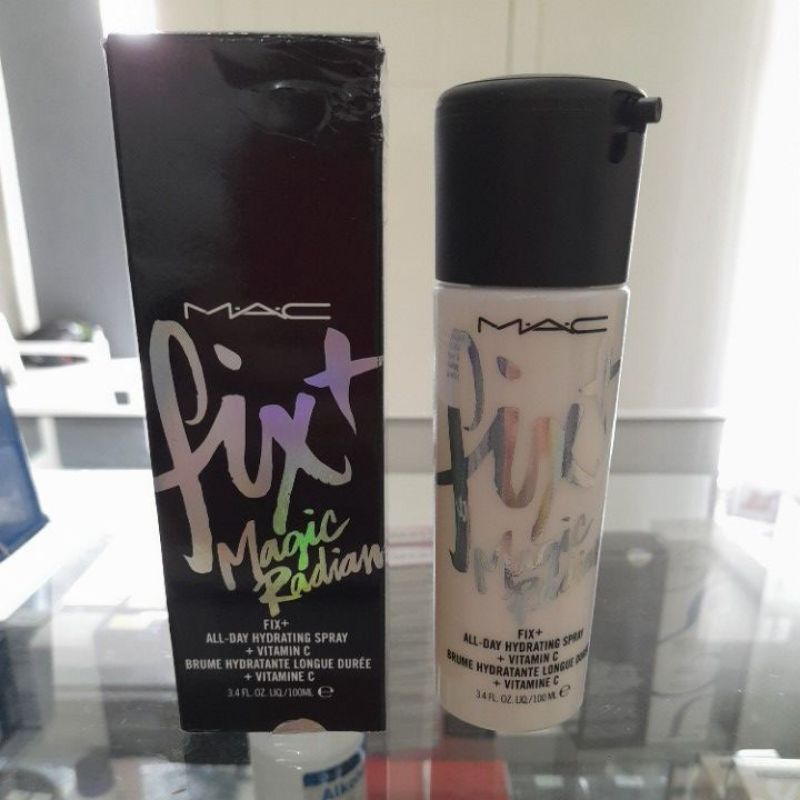 M·A·C
fix+
Magic
Radian
FIX+
ALL-DAY HYDRATING SPRAY
+ VITAMIN C
BRUME HYDRATANTE LONGUE DURÉE
+ VITAMINE C
3.4 FL. OZ. LIQ./100ML e
M·A·C
fix+
Magic
Radian
FIX+
ALL-DAY HYDRATING SPRAY
+ VITAMIN C
BRUME HYDRATANTE LONGUE DURÉE
+ VITAMINE C
3.4 FL. OZ. LIQ./100 ML e